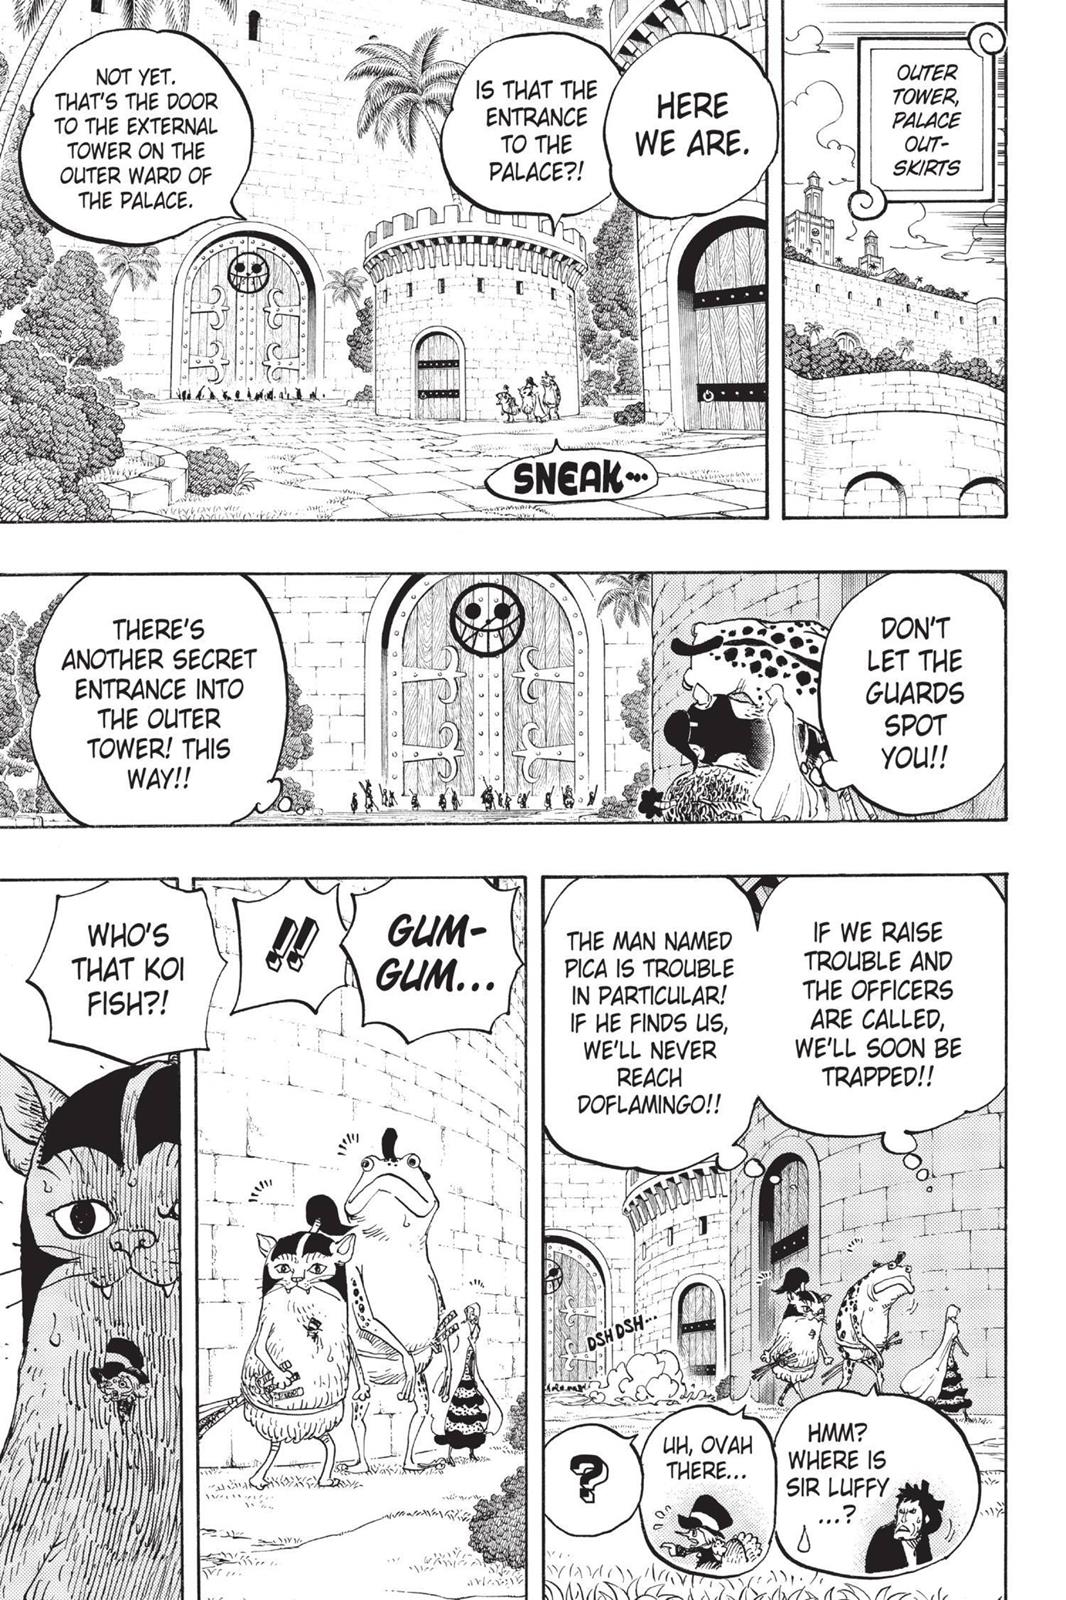 OUTER
TOWER,
PALACE
OUT-
SKIRTS
HERE
WE ARE.
IS THAT THE
ENTRANCE
TO THE
PALACE?!
NOT YET.
THAT'S THE DOOR
TO THE EXTERNAL
TOWER ON THE
OUTER WARD OF
THE PALACE.
SNEAK...
DON'T
LET THE
GUARDS
SPOT
YOU!!
THERE'S
ANOTHER SECRET
ENTRANCE INTO
THE OUTER
TOWER! THIS
WAY!!
IF WE RAISE
TROUBLE AND
THE OFFICERS
ARE CALLED,
WE'LL SOON BE
TRAPPED!!
THE MAN NAMED
PICA IS TROUBLE
IN PARTICULAR!
IF HE FINDS US,
WE'LL NEVER
REACH
DOFLAMINGO!!
DSH DSH...
HMM?
WHERE IS
SIR LUFFY
...?
UH, OVAH
THERE...
?
GUM-
GUM...
!!
WHO'S
THAT KOI
FISH?!